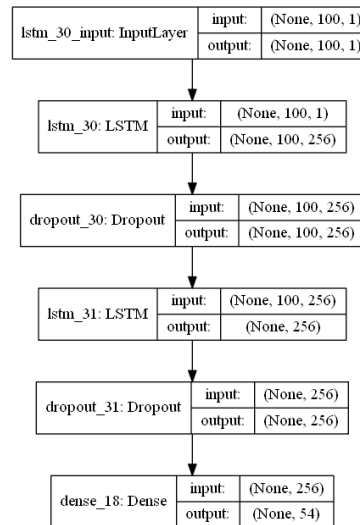 lstm_30_input: InputLayer
input: (None, 100, 1)
output: (None, 100, 1)
lstm_30: LSTM
input: (None, 100, 1)
output: (None, 100, 256)
dropout_30: Dropout
input: (None, 100, 256)
output: (None, 100, 256)
lstm_31: LSTM
input: (None, 100, 256)
output: (None, 256)
dropout_31: Dropout
input: (None, 256)
output: (None, 256)
dense_18: Dense
input: (None, 256)
output: (None, 54)